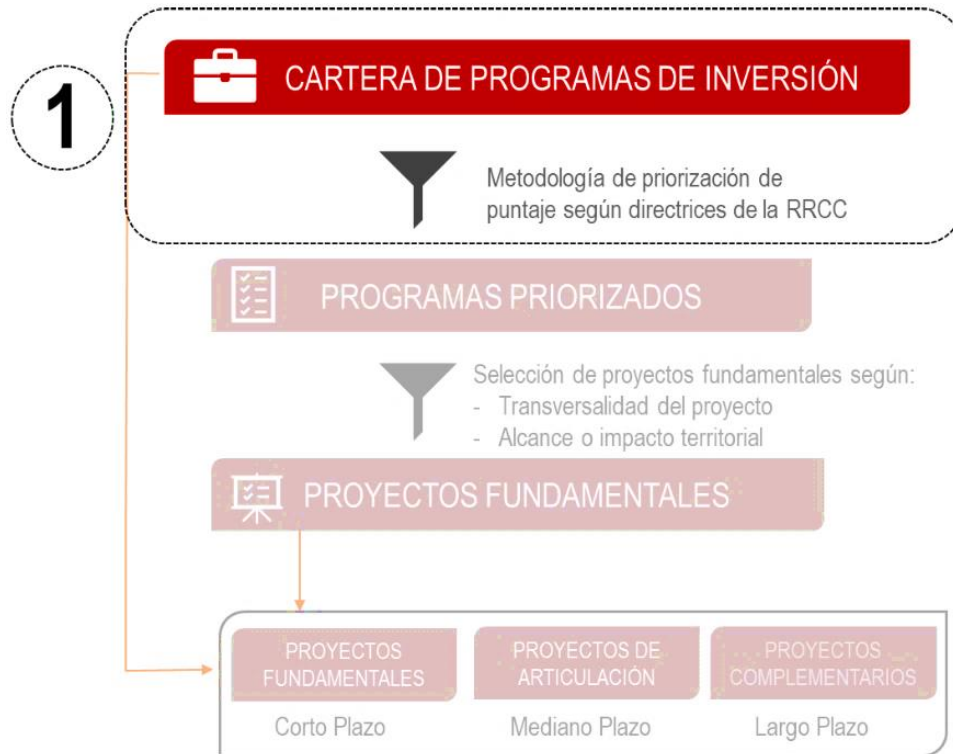 1
CARTERA DE PROGRAMAS DE INVERSIÓN
Metodología de priorización de
puntaje según directrices de la RRCC
PROGRAMAS PRIORIZADOS
Selección de proyectos fundamentales según:
- Transversalidad del proyecto
- Alcance o impacto territorial
PROYECTOS FUNDAMENTALES
PROYECTOS
FUNDAMENTALES
Corto Plazo
PROYECTOS DE
ARTICULACIÓN
Mediano Plazo
PROYECTOS
COMPLEMENTARIOS
Largo Plazo